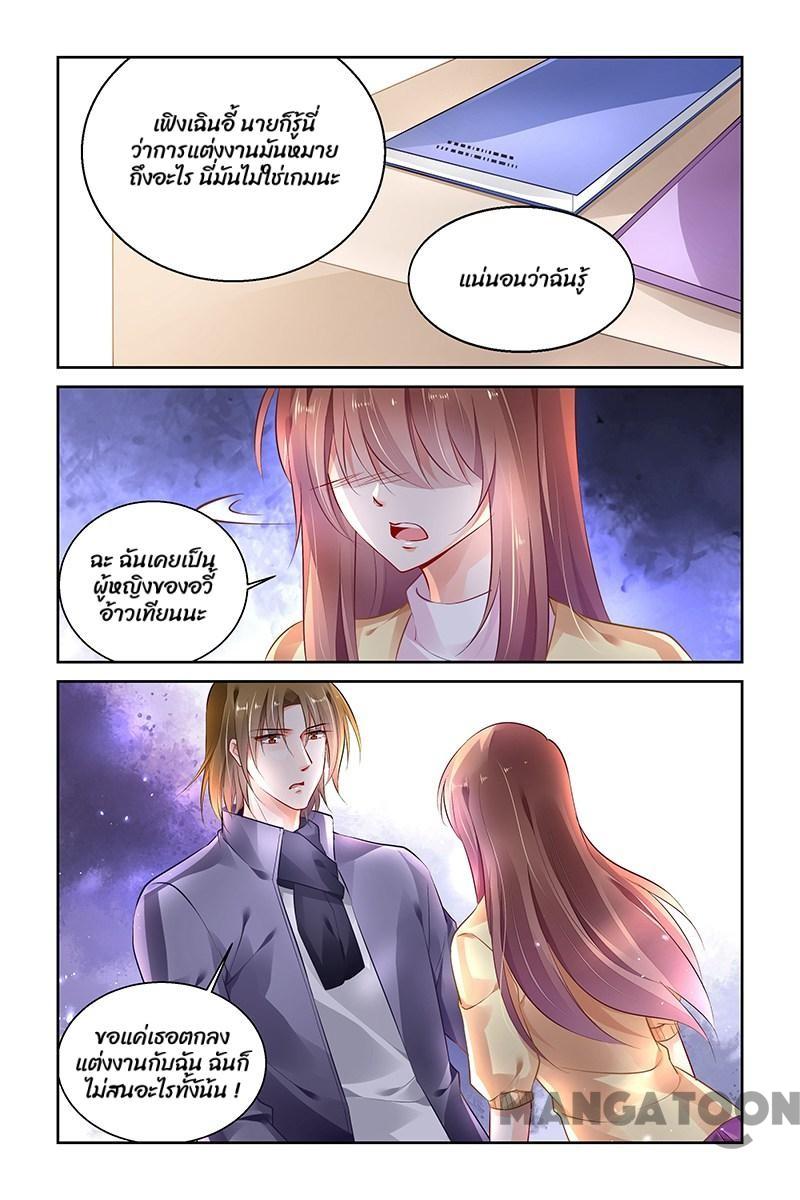 เฟิงเฉินอี้ นายก็รู้นี่
ว่าการแต่งงานมันหมาย
ถึงอะไร นี่มันไม่ใช่เกมนะ
แน่นอนว่าฉันรู้
ฉะ ฉันเคยเป็น
ผู้หญิงของอวี้
อ้าวเทียนนะ
ขอแค่เธอตกลง
แต่งงานกับฉัน ฉันก็
ไม่สนอะไรทั้งนั้น !
MANGATOON